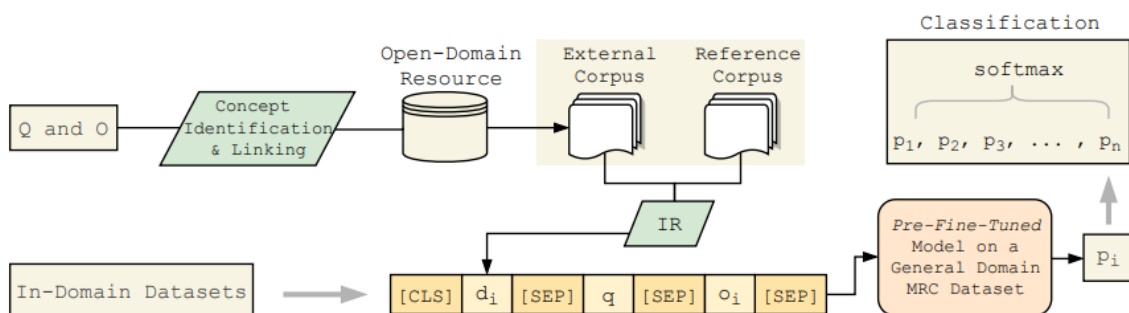 Classification
softmax
p1, p2, p3, ... , pn
Open-Domain
Resource
External
Corpus
Reference
Corpus
Q and O
Concept
Identification
& Linking
IR
Pre-Fine-Tuned
Model on a
General Domain
MRC Dataset
pi
In-Domain Datasets
[CLS] di [SEP] q [SEP] oi [SEP]